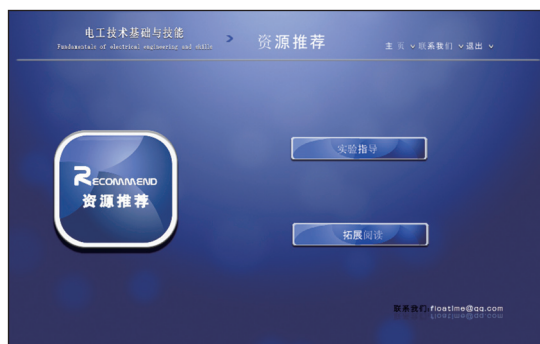 电工技术基础与技能
Fundamentals of electrical engineering and skills
资源推荐
主 页
联系我们
退出
RECOMMEND
资源推荐
实验指导
拓展阅读
联系我们:floatime@qq.com